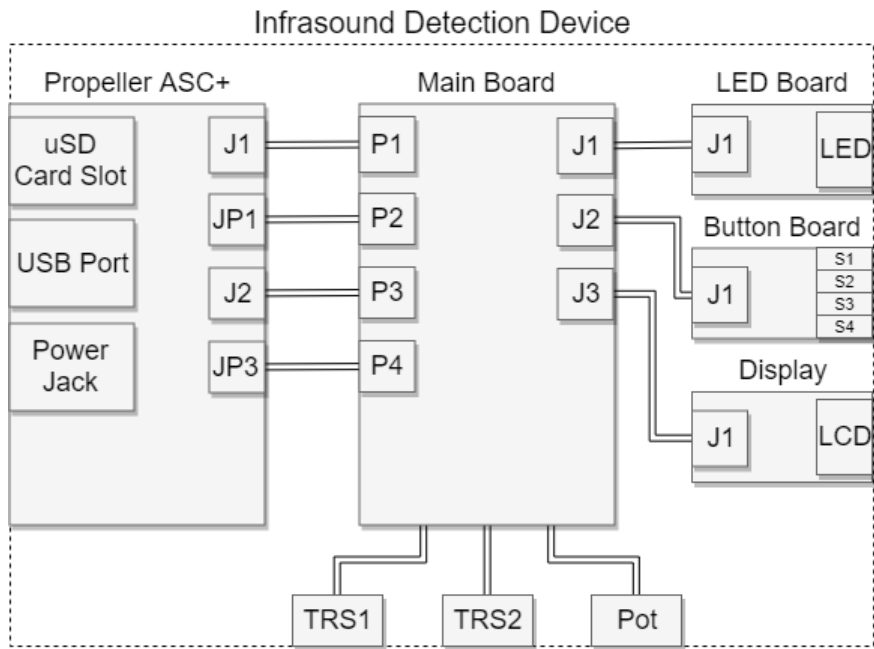 Infrasound Detection Device
Propeller ASC+
Main Board
LED Board
uSD
Card Slot
USB Port
Power
Jack
J1
JP1
J2
JP3
P1
P2
P3
P4
J1
J2
J3
J1
LED
Button Board
J1
S1
S2
S3
S4
Display
J1
LCD
TRS1
TRS2
Pot